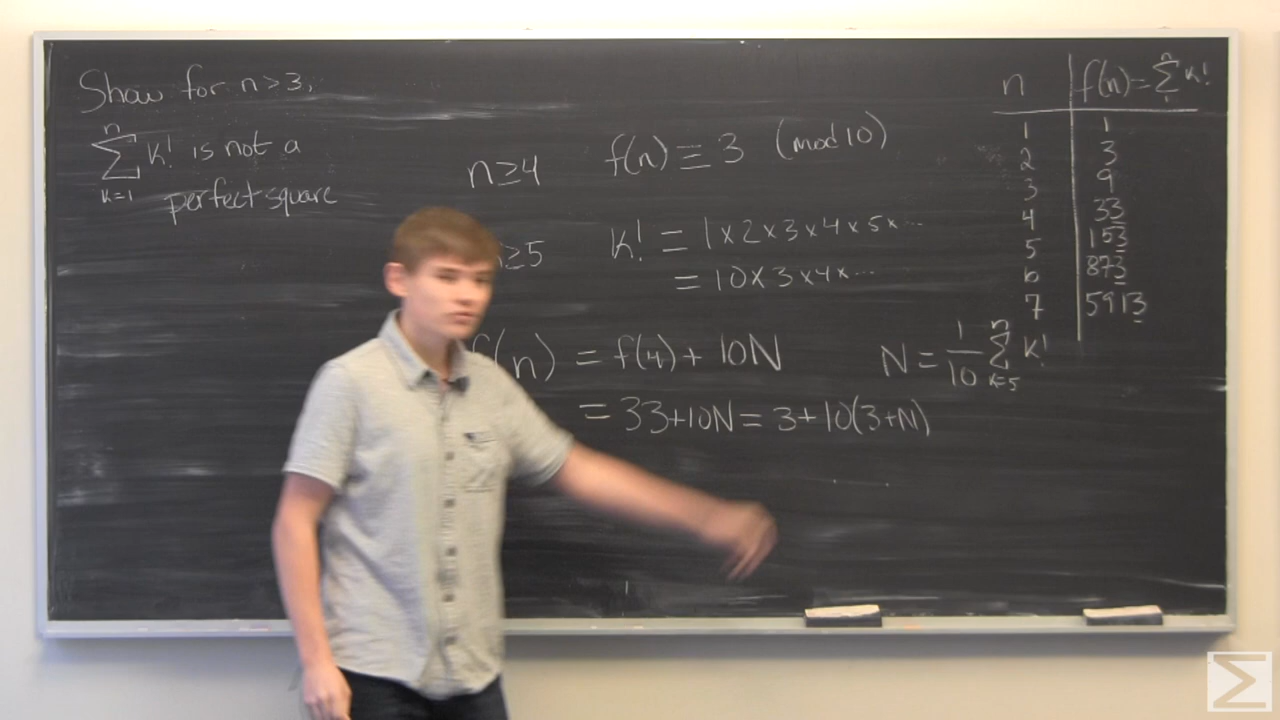 Show for n>3,
n
∑ K! is not a
K=1
perfect square
n≥4 f(n) ≡ 3 (mod 10)
≥5 K! = 1×2×3×4×5×...
= 10×3×4×...
f(n) = f(4)+10N
N = 1/10 ∑ K!
n
K=5
= 33+10N = 3+10(3+N)
n f(n)= ∑ K!
n
1
1 1
2 3
3 9
4 33
5 153
6 873
7 5913
Σ